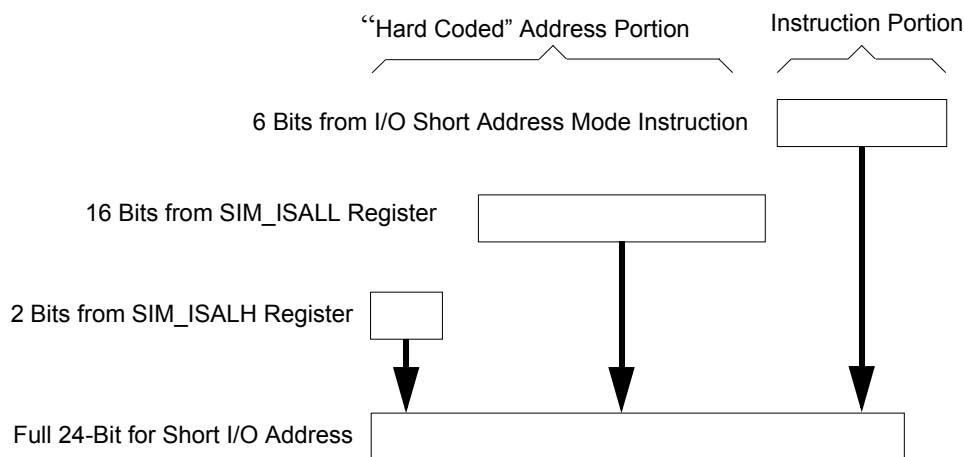 “Hard Coded” Address Portion
Instruction Portion
6 Bits from I/O Short Address Mode Instruction
16 Bits from SIM_ISALL Register
2 Bits from SIM_ISALH Register
Full 24-Bit for Short I/O Address